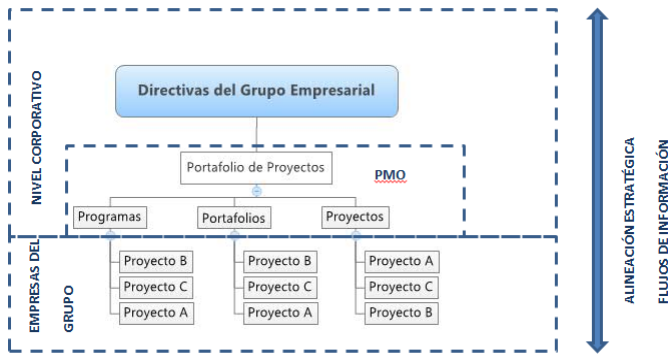 Directivas del Grupo Empresarial
Portafolio de Proyectos
PMO
Programas
Portafolios
Proyectos
Proyecto B
Proyecto C
Proyecto A
Proyecto B
Proyecto C
Proyecto A
Proyecto A
Proyecto C
Proyecto B
NIVEL CORPORATIVO
EMPRESAS DEL
GRUPO
ALINEACIÓN ESTRATÉGICA
FLUJOS DE INFORMACIÓN